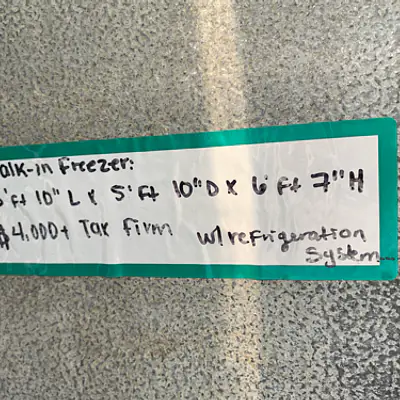 alk-in Freezer:
'Ft 10" L x 5' Ft 10" D x 6 Ft 7" H
$4,000+ Tax firm w/refrigeration
System